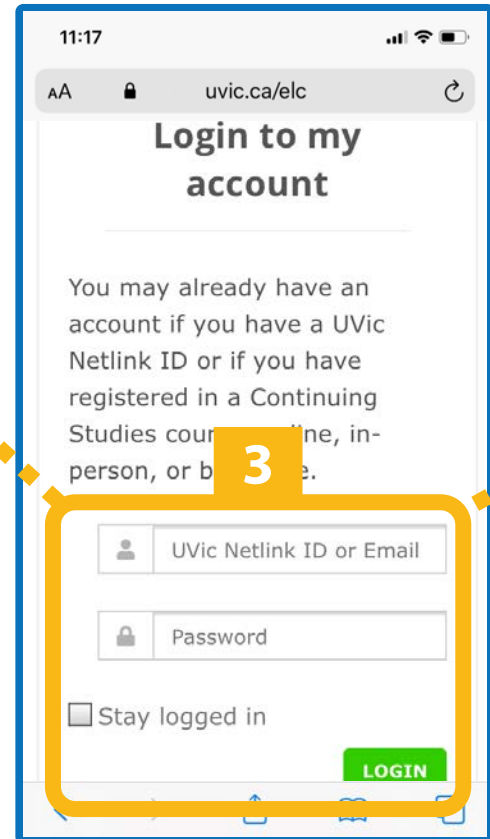 11:17
AA uvic.ca/elc
Login to my
account
You may already have an
account if you have a UVic
Netlink ID or if you have
registered in a Continuing
Studies in-
person, or
3
UVic Netlink ID or Email
Password
Stay logged in
LOGIN